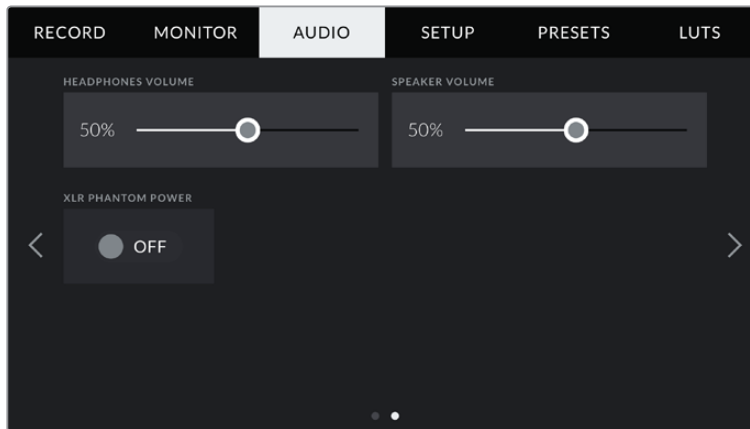 RECORD MONITOR AUDIO SETUP PRESETS LUTS
HEADPHONES VOLUME SPEAKER VOLUME
50% 50%
XLR PHANTOM POWER
OFF